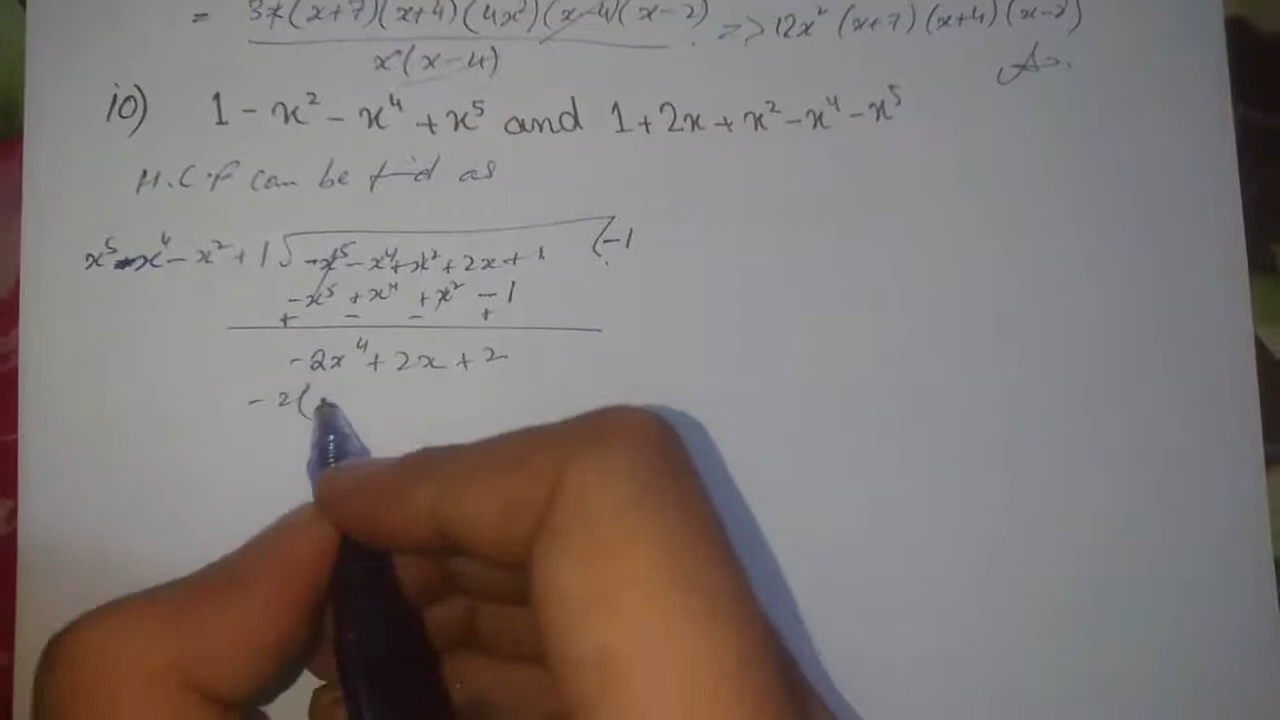 = 3x(x+7)(x+4)(4x²)(x-4)(x-2) => 12x² (x+7)(x+4)(x-2)
x(x-4)
10) 1-x²-x⁴+x⁵ and 1+2x+x²-x⁴-x⁵
H.C.F can be find as
x⁵-x⁴-x²+1 -x⁵-x⁴+x²+2x+1 (-1
-x⁵ +x⁴ +x² -1
+ - - +
-2x⁴+2x+2
-2(